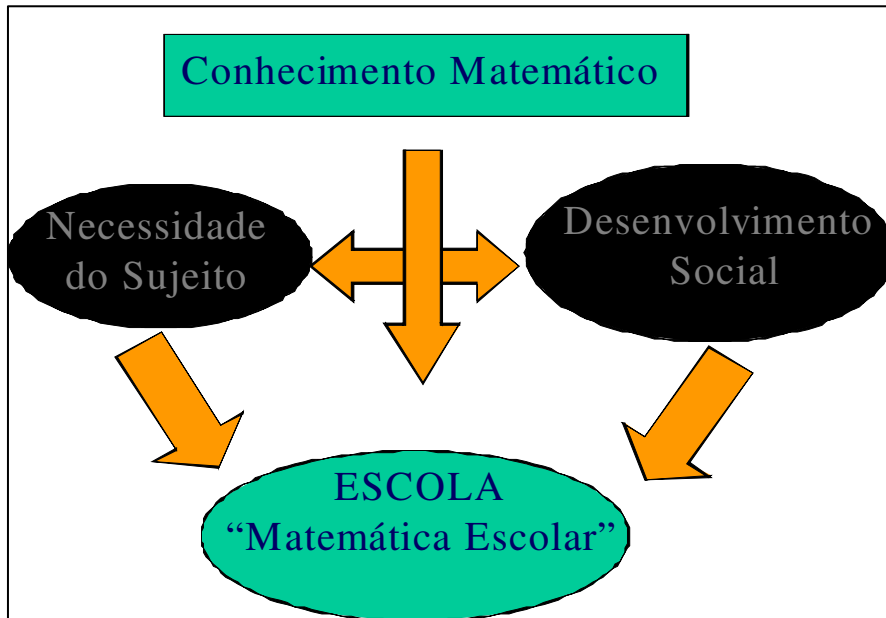 Conhecimento Matemático
Necessidade
do Sujeito
Desenvolvimento
Social
ESCOLA
“Matemática Escolar”